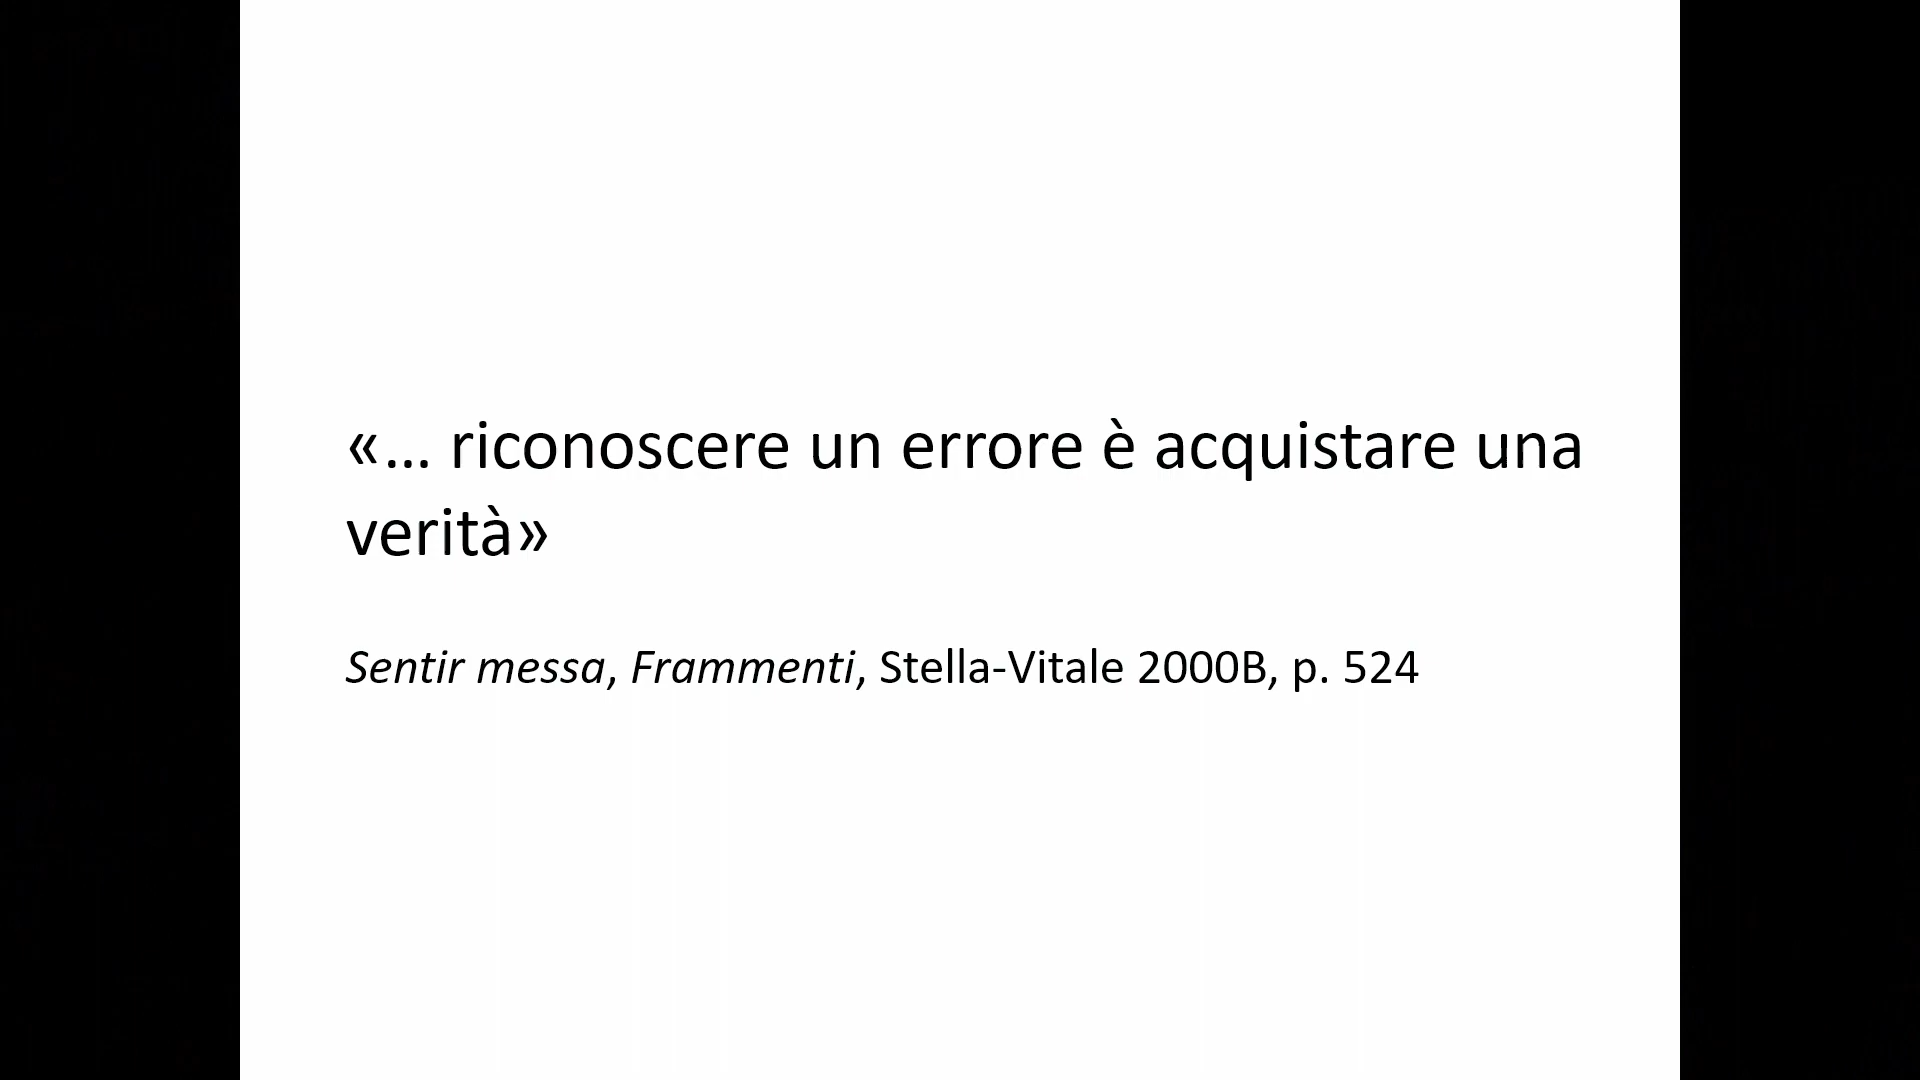 «… riconoscere un errore è acquistare una
verità»
Sentir messa, Frammenti, Stella-Vitale 2000B, p. 524